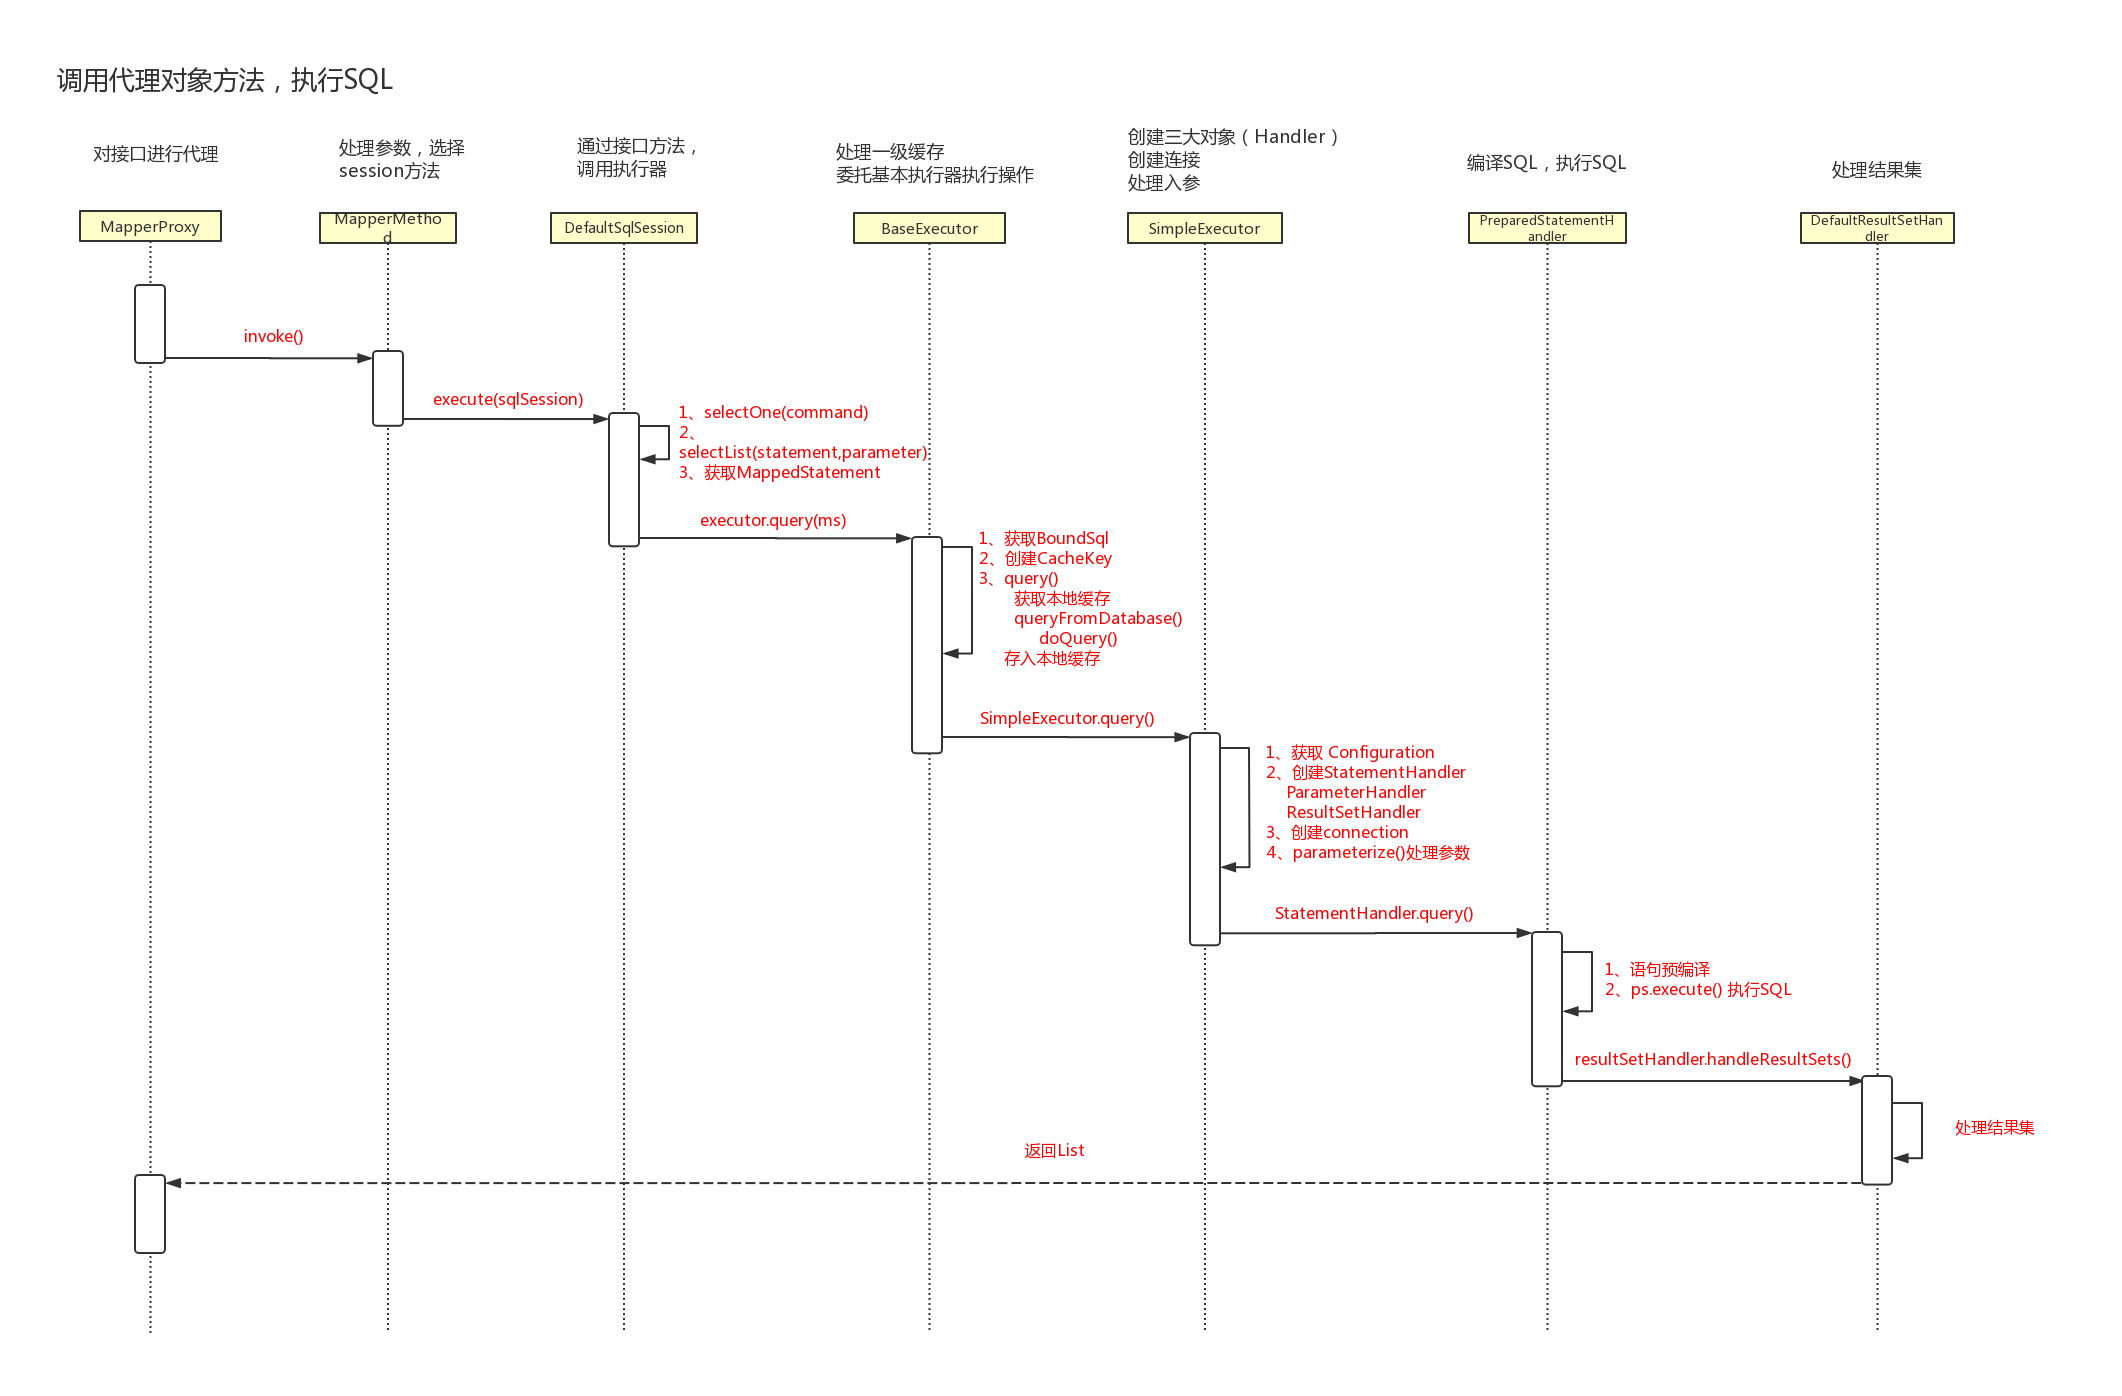 调用代理对象方法，执行SQL
对接口进行代理
处理参数，选择
session方法
通过接口方法，
调用执行器
处理一级缓存
委托基本执行器执行操作
创建三大对象（Handler）
创建连接
处理入参
编译SQL，执行SQL
处理结果集
MapperProxy
MapperMetho
d
DefaultSqlSession
BaseExecutor
SimpleExecutor
PreparedStatementH
andler
DefaultResultSetHan
dler
invoke()
execute(sqlSession)
1、selectOne(command)
2、
selectList(statement,parameter)
3、获取MappedStatement
executor.query(ms)
1、获取BoundSql
2、创建CacheKey
3、query()
获取本地缓存
queryFromDatabase()
doQuery()
存入本地缓存
SimpleExecutor.query()
1、获取 Configuration
2、创建StatementHandler
ParameterHandler
ResultSetHandler
3、创建connection
4、parameterize()处理参数
StatementHandler.query()
1、语句预编译
2、ps.execute() 执行SQL
resultSetHandler.handleResultSets()
处理结果集
返回List